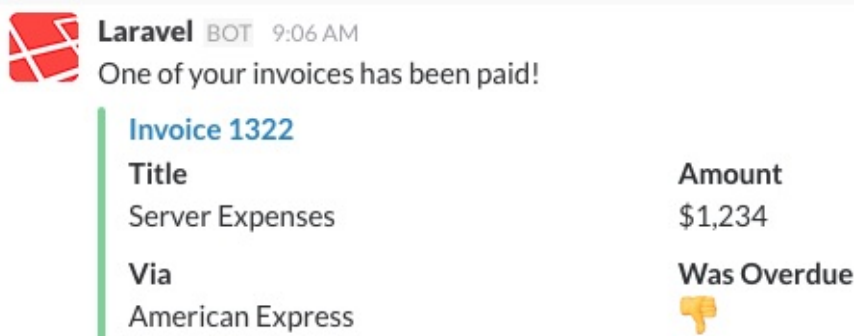 Laravel BOT 9:06 AM
One of your invoices has been paid!
Invoice 1322
Title Amount
Server Expenses $1,234
Via Was Overdue
American Express 👎